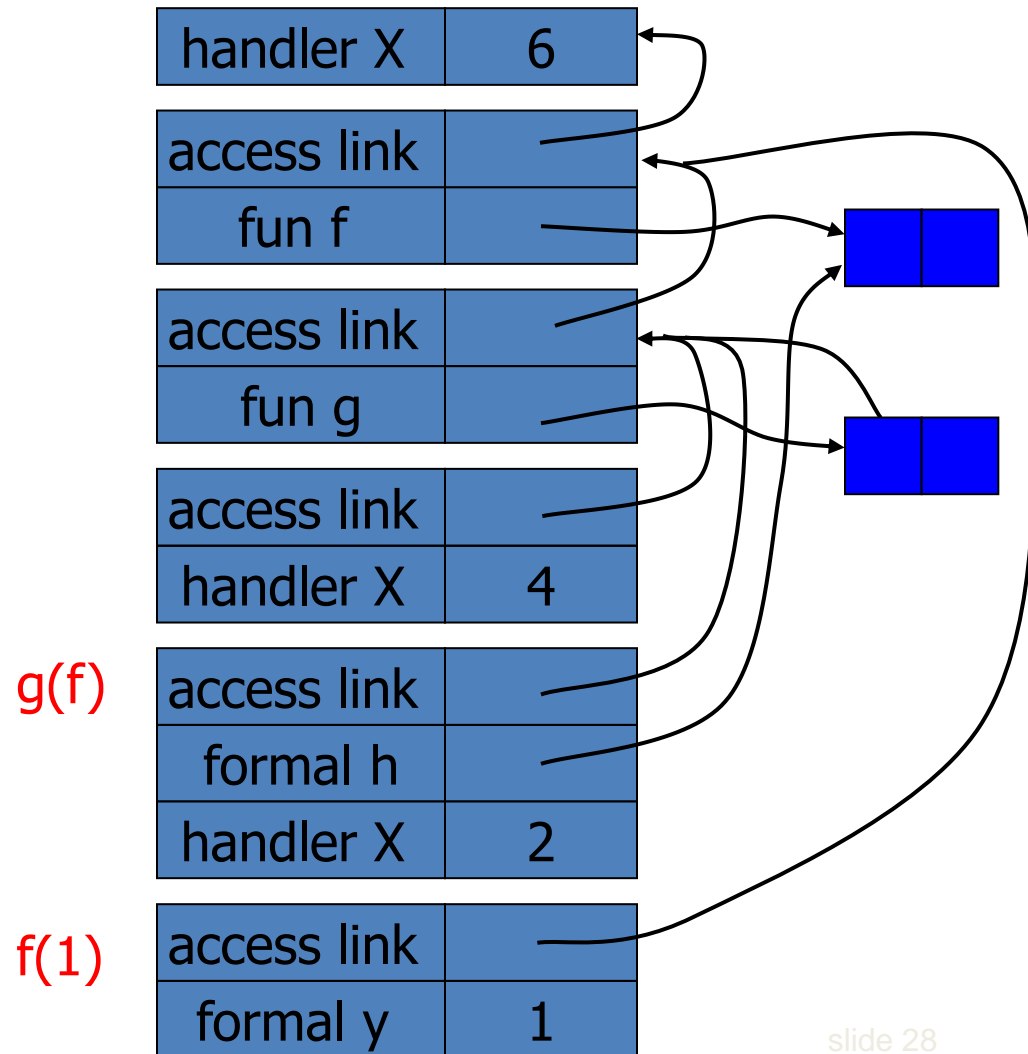 handler X 6
access link
fun f
access link
fun g
access link
handler X 4
g(f) access link
formal h
handler X 2
f(1) access link
formal y 1
slide 28